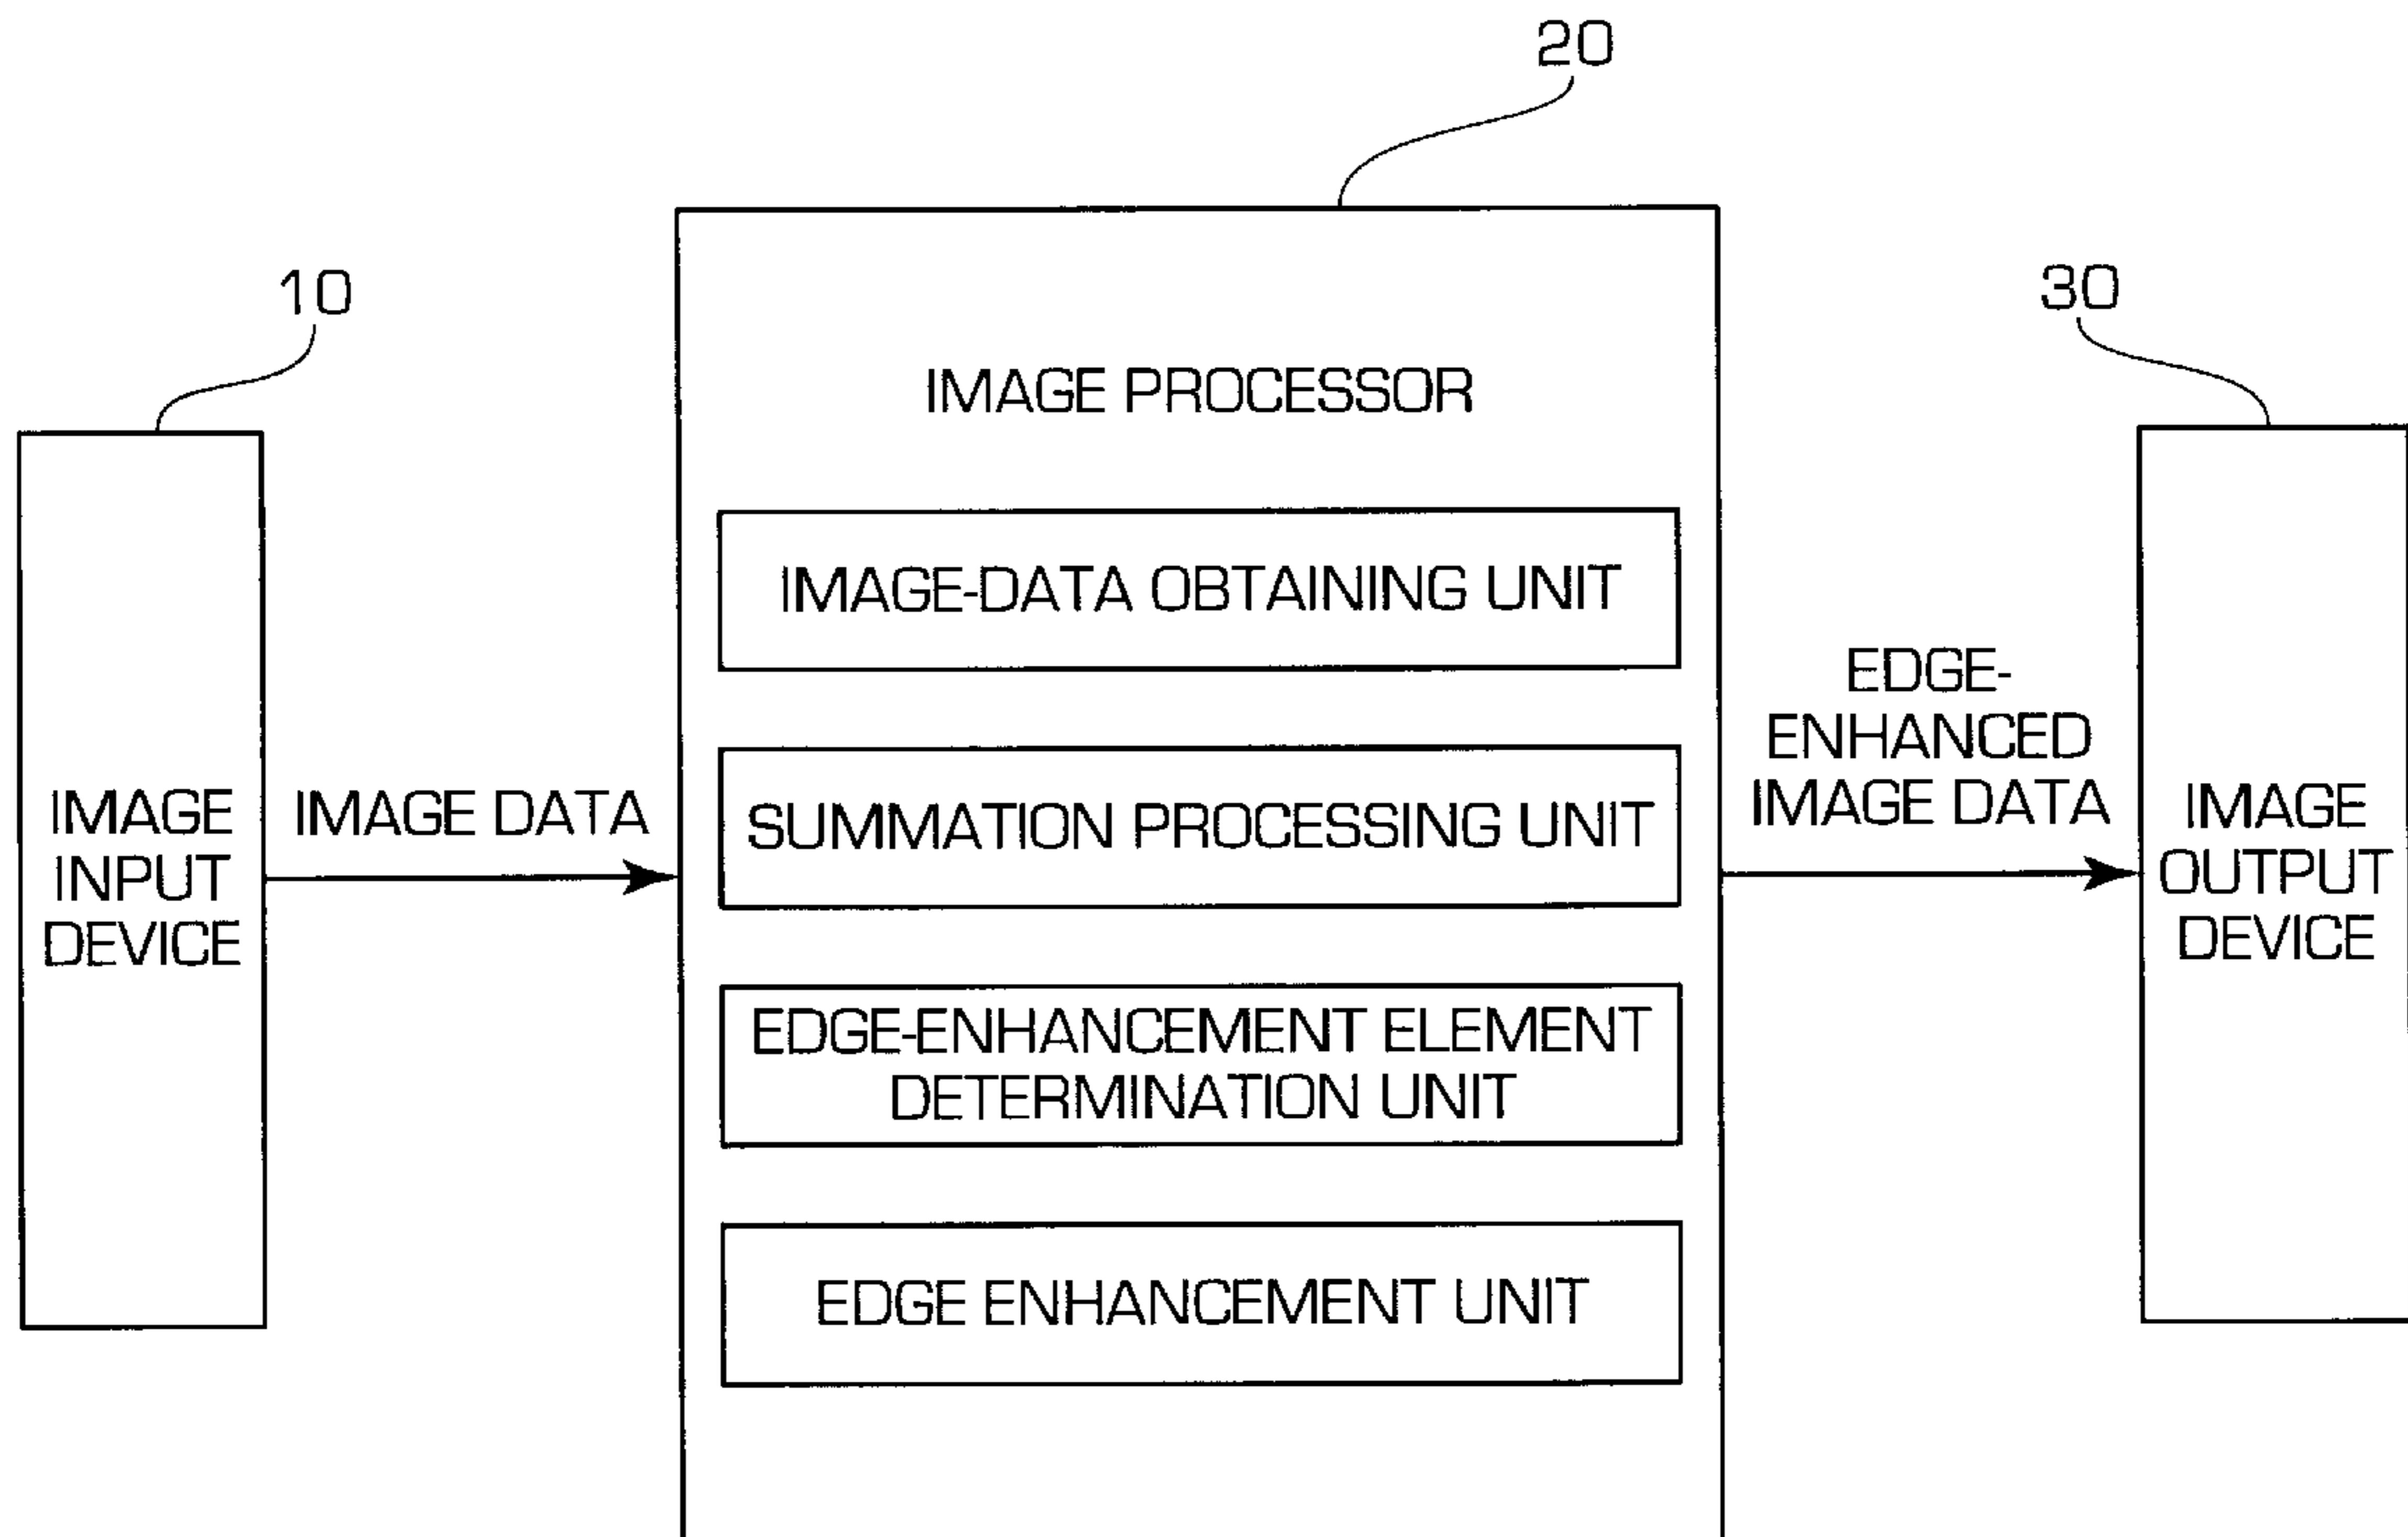 20
10
30
IMAGE PROCESSOR
IMAGE-DATA OBTAINING UNIT
SUMMATION PROCESSING UNIT
EDGE-ENHANCEMENT ELEMENT
DETERMINATION UNIT
EDGE ENHANCEMENT UNIT
IMAGE
INPUT
DEVICE
IMAGE DATA
EDGE-
ENHANCED
IMAGE DATA
IMAGE
OUTPUT
DEVICE